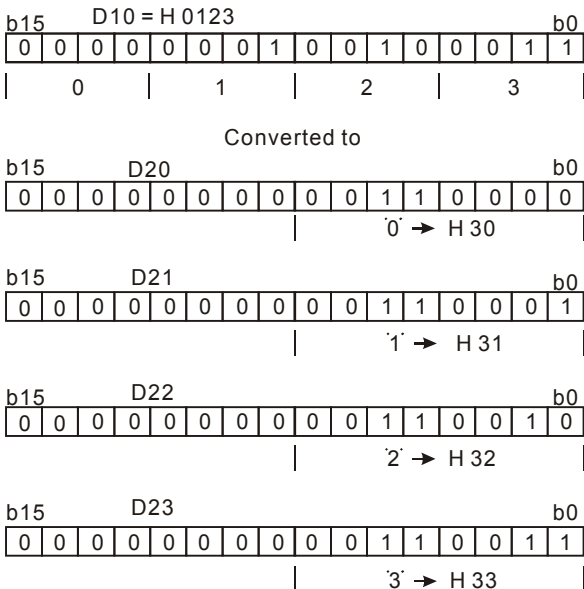 D10 = H 0123
b15 b0
0 0 0 0 0 0 0 1 0 0 1 0 0 0 1 1
0 1 2 3
Converted to
b15 D20 b0
0 0 0 0 0 0 0 0 0 0 1 1 0 0 0 0
'0' → H 30
b15 D21 b0
0 0 0 0 0 0 0 0 0 0 1 1 0 0 0 1
'1' → H 31
b15 D22 b0
0 0 0 0 0 0 0 0 0 0 1 1 0 0 1 0
'2' → H 32
b15 D23 b0
0 0 0 0 0 0 0 0 0 0 1 1 0 0 1 1
'3' → H 33